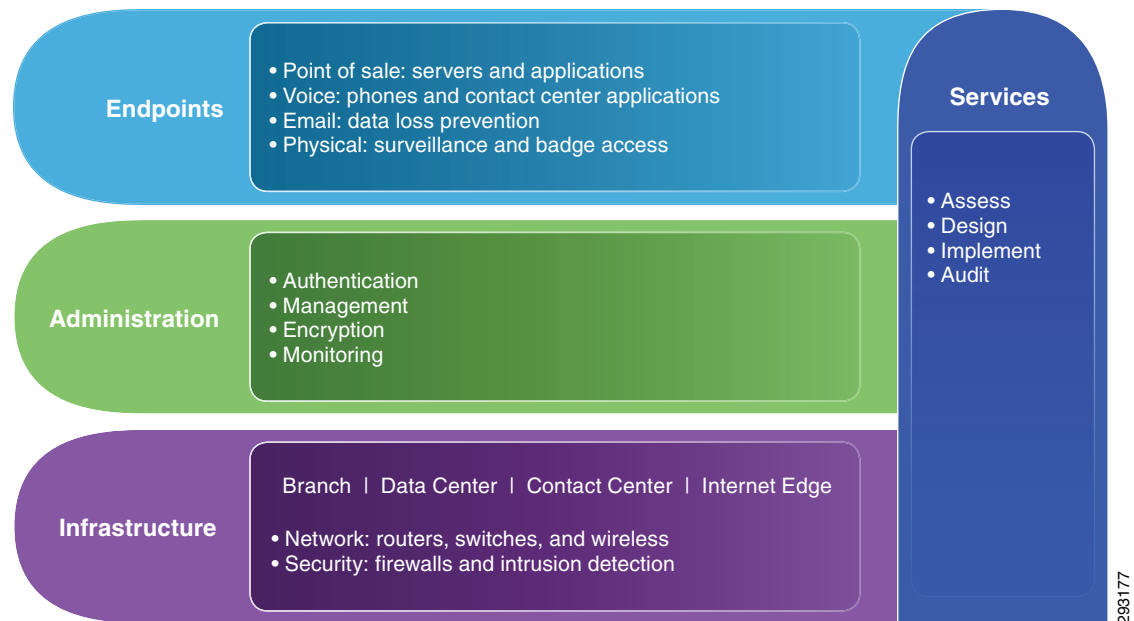 Endpoints
• Point of sale: servers and applications
• Voice: phones and contact center applications
• Email: data loss prevention
• Physical: surveillance and badge access
Administration
• Authentication
• Management
• Encryption
• Monitoring
Infrastructure
Branch | Data Center | Contact Center | Internet Edge
• Network: routers, switches, and wireless
• Security: firewalls and intrusion detection
Services
• Assess
• Design
• Implement
• Audit
293177